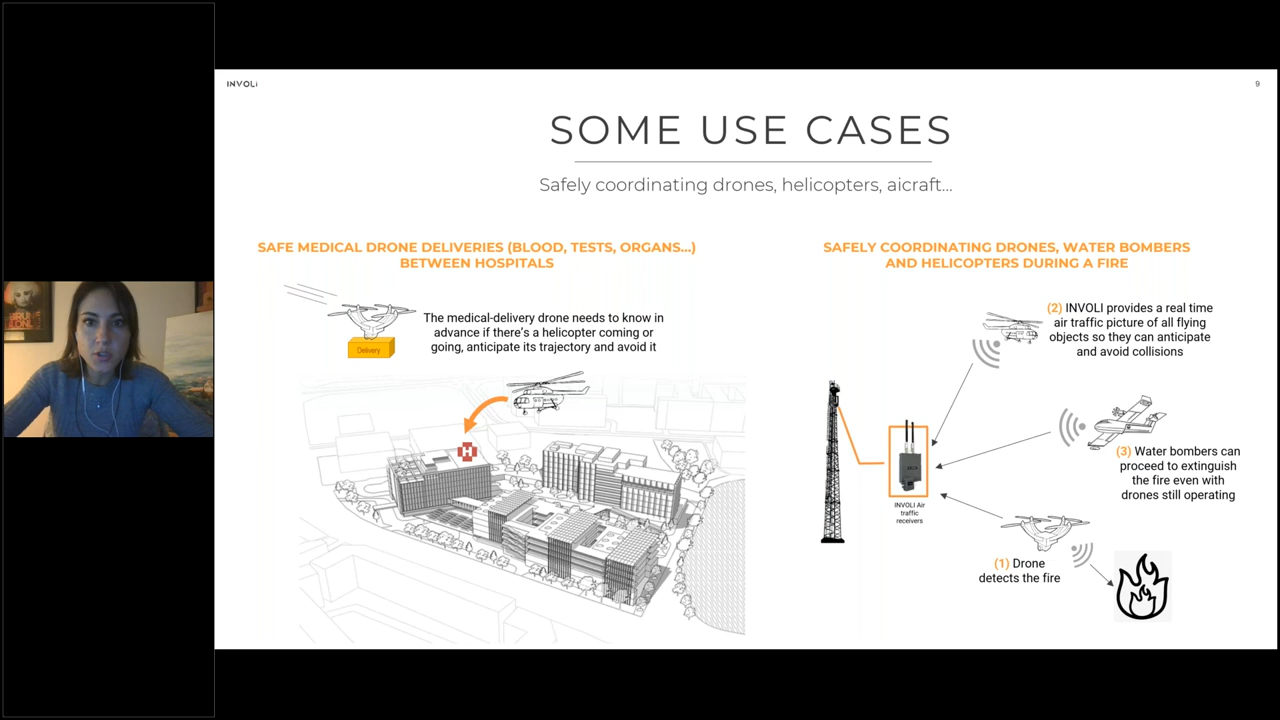 INVOLI
9
SOME USE CASES
Safely coordinating drones, helicopters, aicraft...
SAFE MEDICAL DRONE DELIVERIES (BLOOD, TESTS, ORGANS...)
BETWEEN HOSPITALS
The medical-delivery drone needs to know in
advance if there's a helicopter coming or
going, anticipate its trajectory and avoid it
Delivery
H
SAFELY COORDINATING DRONES, WATER BOMBERS
AND HELICOPTERS DURING A FIRE
(2) INVOLI provides a real time
air traffic picture of all flying
objects so they can anticipate
and avoid collisions
(3) Water bombers can
proceed to extinguish
the fire even with
drones still operating
INVOLI Air
traffic
receivers
(1) Drone
detects the fire